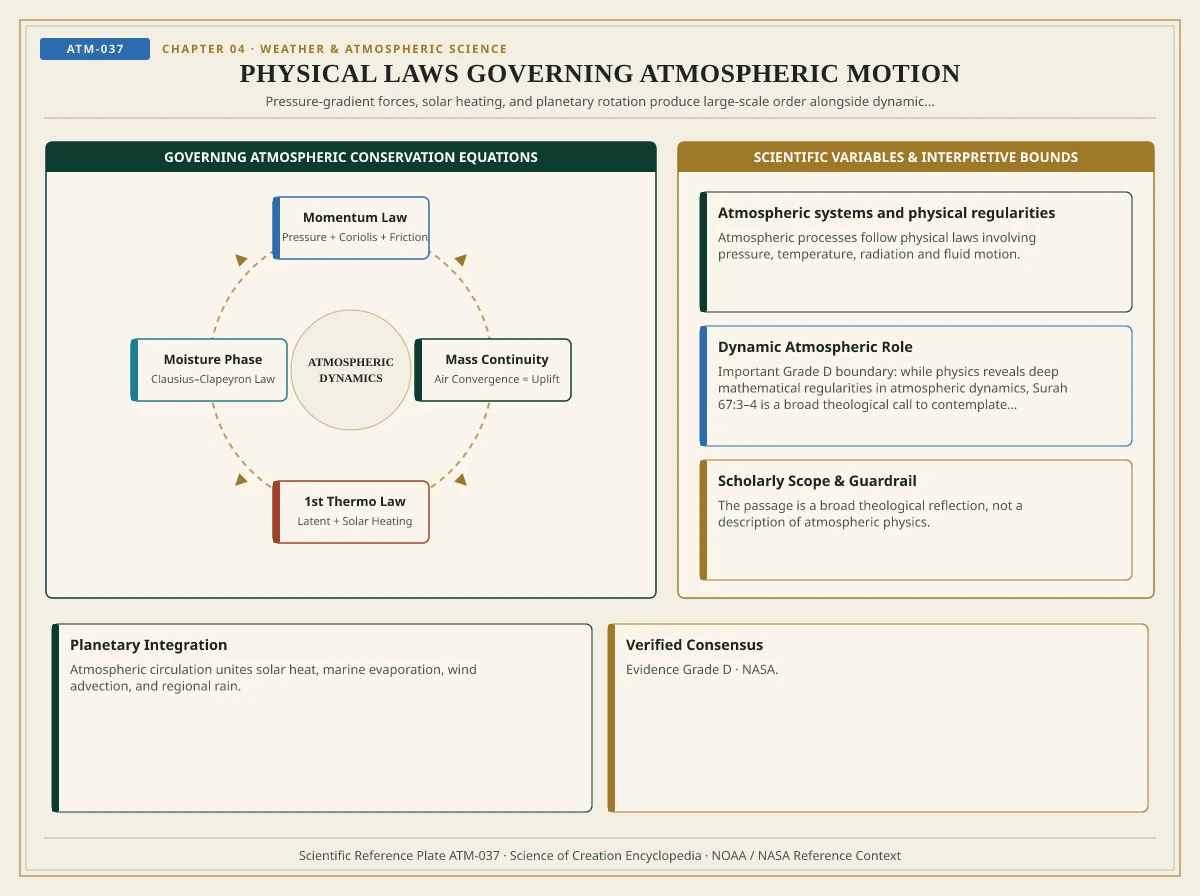 ATM-037
CHAPTER 04 · WEATHER & ATMOSPHERIC SCIENCE
PHYSICAL LAWS GOVERNING ATMOSPHERIC MOTION
Pressure-gradient forces, solar heating, and planetary rotation produce large-scale order alongside dynamic...
GOVERNING ATMOSPHERIC CONSERVATION EQUATIONS
Momentum Law
Pressure + Coriolis + Friction
Moisture Phase
Clausius–Clapeyron Law
ATMOSPHERIC
DYNAMICS
Mass Continuity
Air Convergence = Uplift
1st Thermo Law
Latent + Solar Heating
SCIENTIFIC VARIABLES & INTERPRETIVE BOUNDS
Atmospheric systems and physical regularities
Atmospheric processes follow physical laws involving
pressure, temperature, radiation and fluid motion.
Dynamic Atmospheric Role
Important Grade D boundary: while physics reveals deep
mathematical regularities in atmospheric dynamics, Surah
67:3–4 is a broad theological call to contemplate...
Scholarly Scope & Guardrail
The passage is a broad theological reflection, not a
description of atmospheric physics.
Planetary Integration
Atmospheric circulation unites solar heat, marine evaporation, wind
advection, and regional rain.
Verified Consensus
Evidence Grade D · NASA.
Scientific Reference Plate ATM-037 · Science of Creation Encyclopedia · NOAA / NASA Reference Context